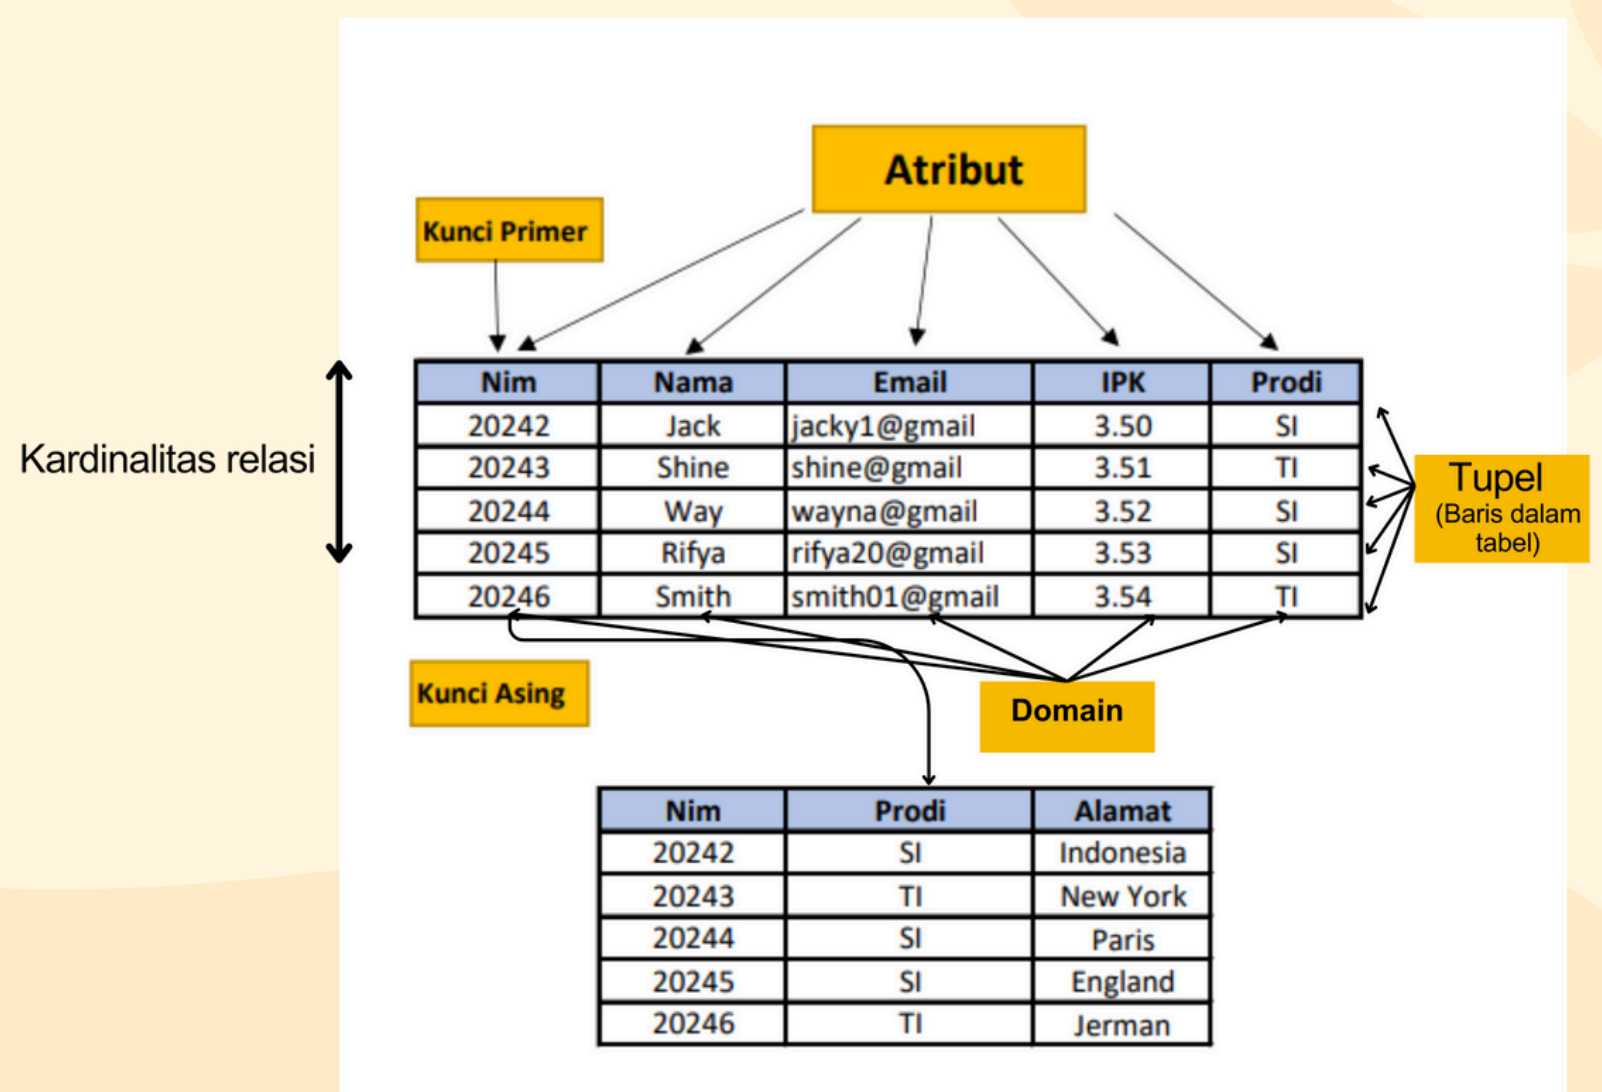 Atribut
Kunci Primer
Kardinalitas relasi
Nim Nama Email IPK Prodi
20242 Jack jacky1@gmail 3.50 SI
20243 Shine shine@gmail 3.51 TI
20244 Way wayna@gmail 3.52 SI
20245 Rifya rifya20@gmail 3.53 SI
20246 Smith smith01@gmail 3.54 TI
Tupel
(Baris dalam
tabel)
Kunci Asing
Domain
Nim Prodi Alamat
20242 SI Indonesia
20243 TI New York
20244 SI Paris
20245 SI England
20246 TI Jerman